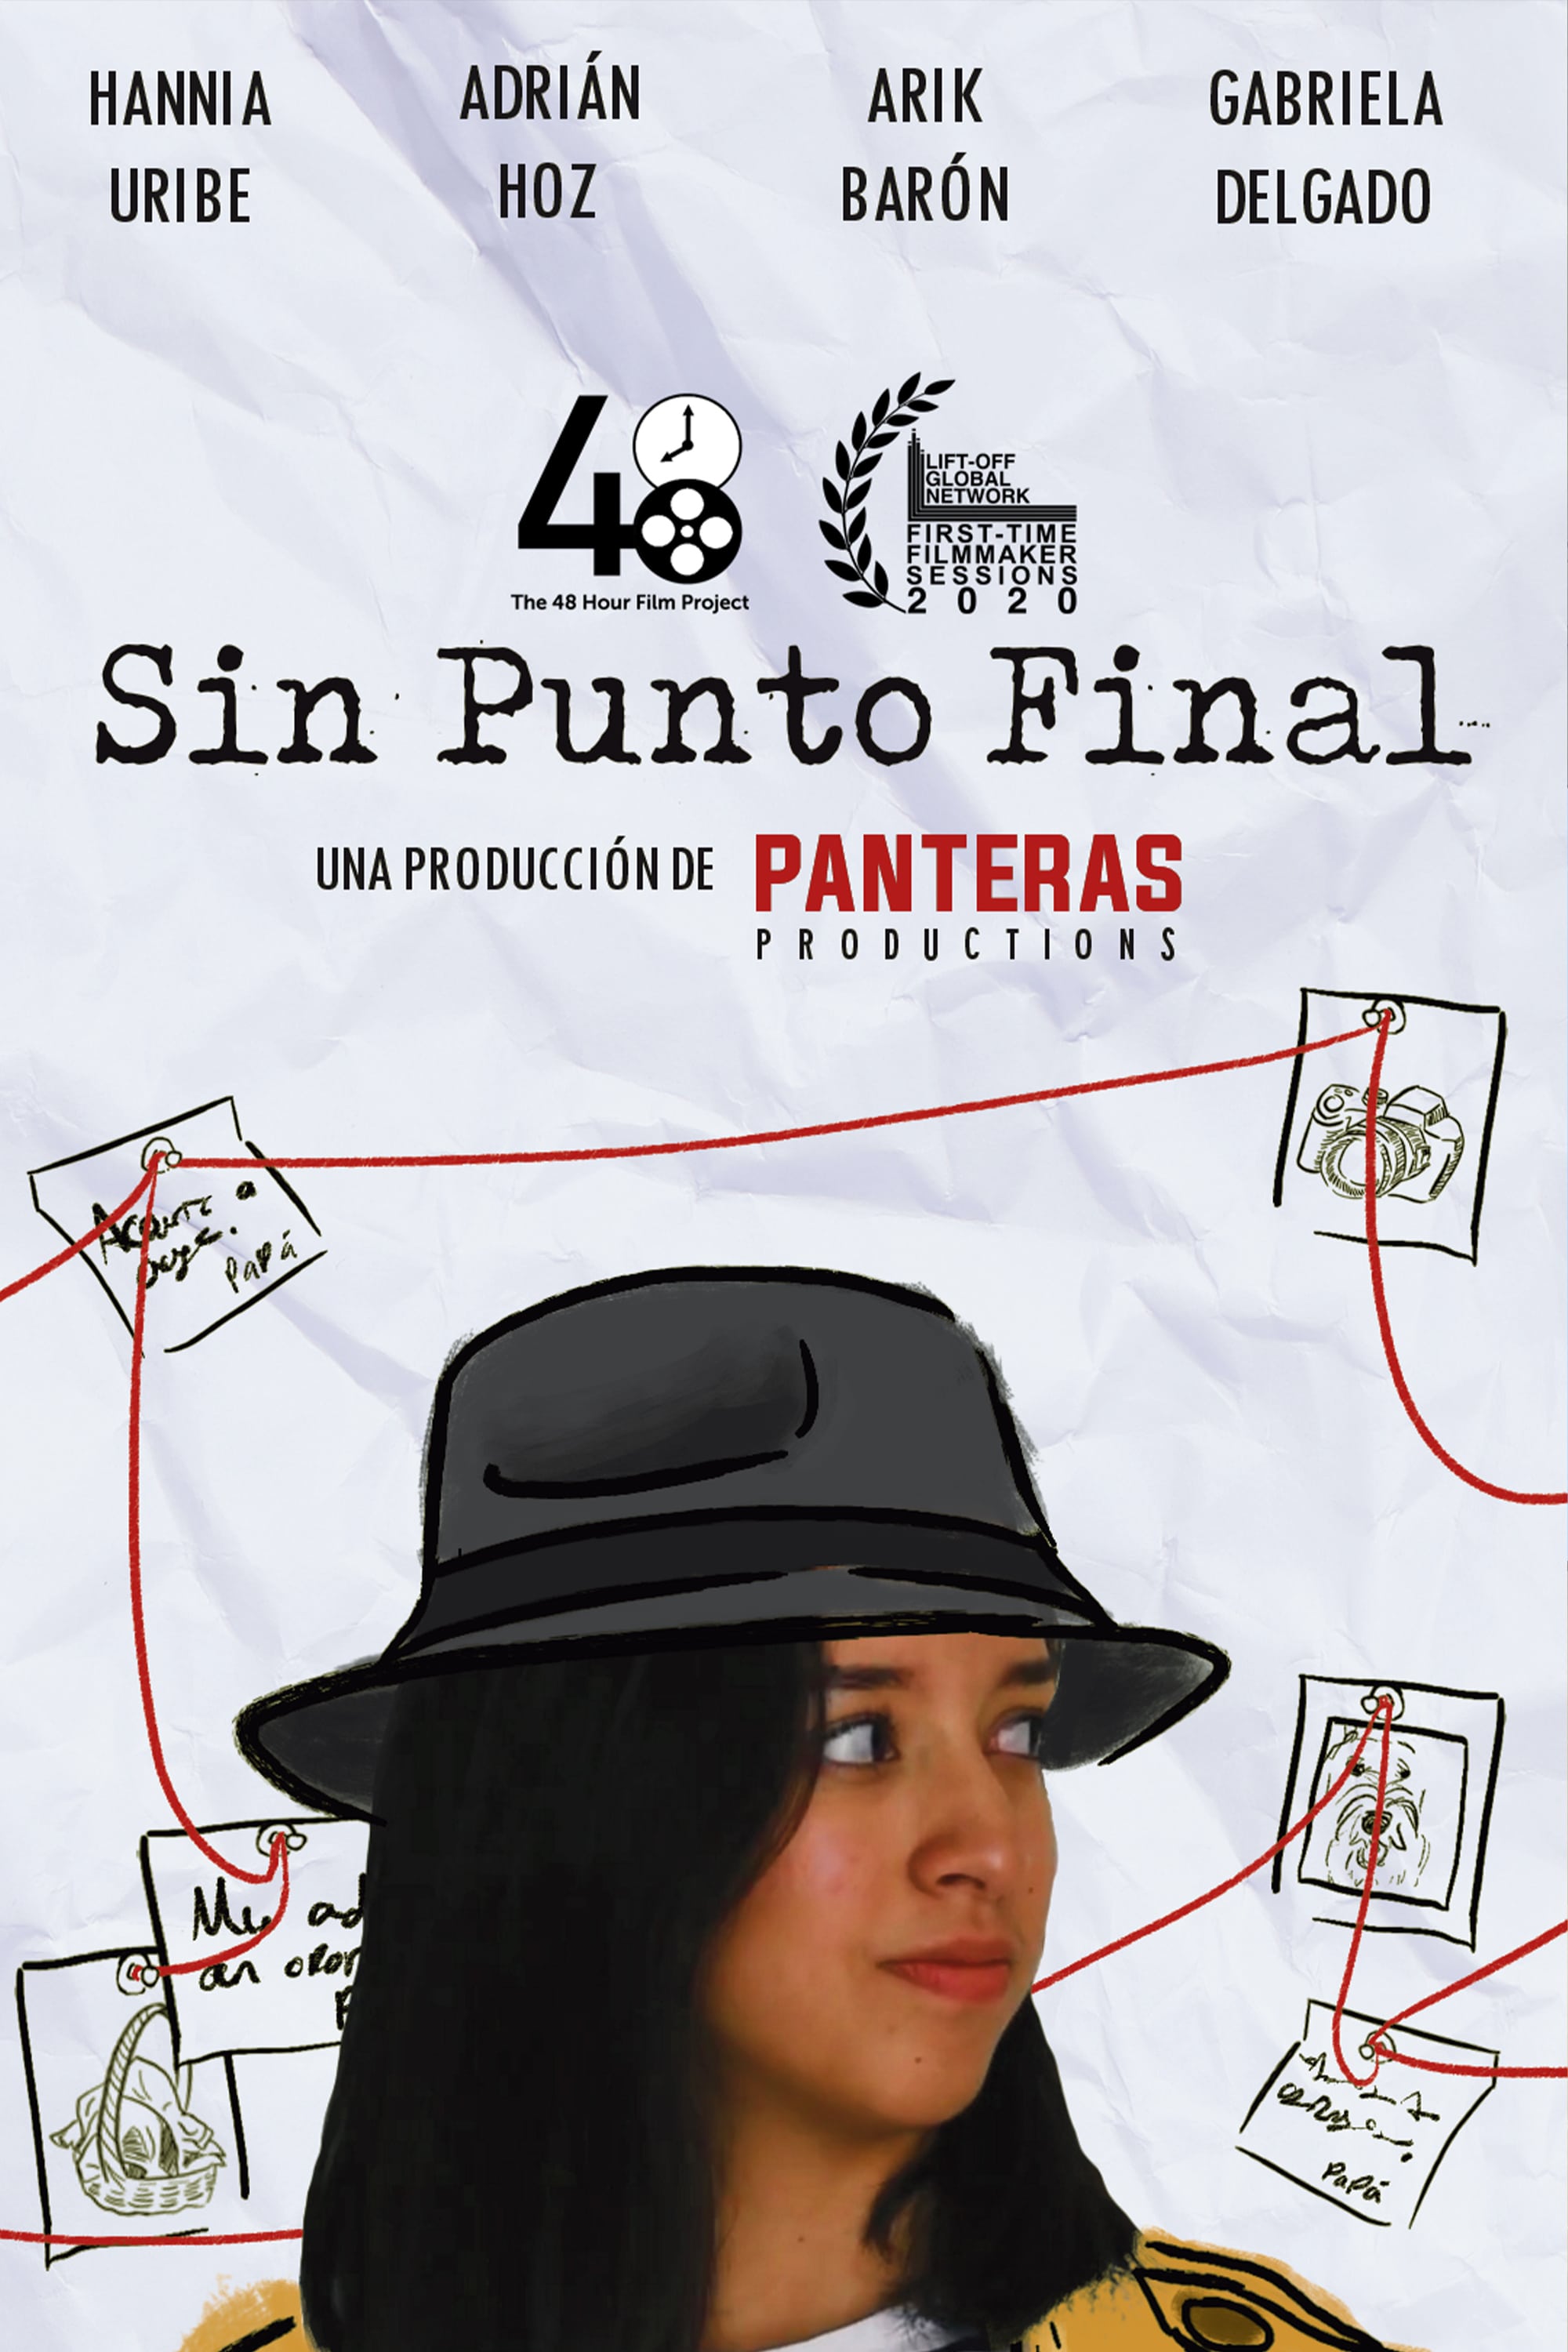 HANNIA
URIBE
ADRIÁN
HOZ
ARIK
BARÓN
GABRIELA
DELGADO
48
The 48 Hour Film Project
LIFT-OFF
GLOBAL
NETWORK
FIRST-TIME
FILMMAKER
SESSIONS
2020
Sin Punto Final
UNA PRODUCCIÓN DE
PANTERAS
PRODUCTIONS
a
Papá
ad
Papá